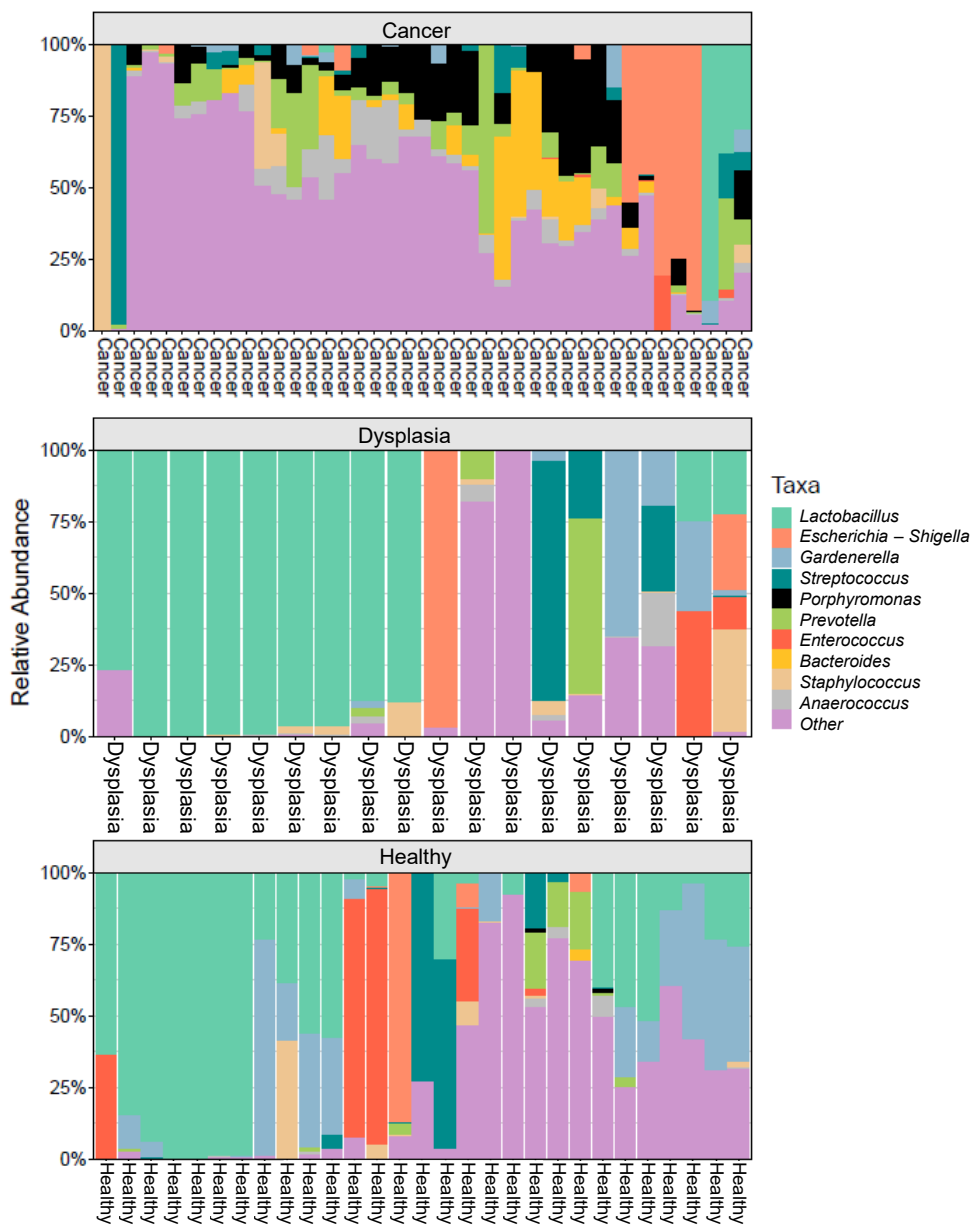 Cancer
100%
75%
50%
25%
0%
Cancer Cancer Cancer Cancer Cancer Cancer Cancer Cancer Cancer Cancer Cancer Cancer Cancer Cancer Cancer Cancer Cancer Cancer Cancer Cancer Cancer Cancer Cancer Cancer Cancer Cancer Cancer Cancer Cancer Cancer Cancer Cancer Cancer Cancer Cancer Cancer Cancer Cancer Cancer Cancer Cancer
Relative Abundance
Dysplasia
100%
75%
50%
25%
0%
Dysplasia Dysplasia Dysplasia Dysplasia Dysplasia Dysplasia Dysplasia Dysplasia Dysplasia Dysplasia Dysplasia Dysplasia Dysplasia Dysplasia Dysplasia Dysplasia Dysplasia Dysplasia
Taxa
Lactobacillus
Escherichia – Shigella
Gardenerella
Streptococcus
Porphyromonas
Prevotella
Enterococcus
Bacteroides
Staphylococcus
Anaerococcus
Other
Healthy
100%
75%
50%
25%
0%
Healthy Healthy Healthy Healthy Healthy Healthy Healthy Healthy Healthy Healthy Healthy Healthy Healthy Healthy Healthy Healthy Healthy Healthy Healthy Healthy Healthy Healthy Healthy Healthy Healthy Healthy Healthy Healthy Healthy